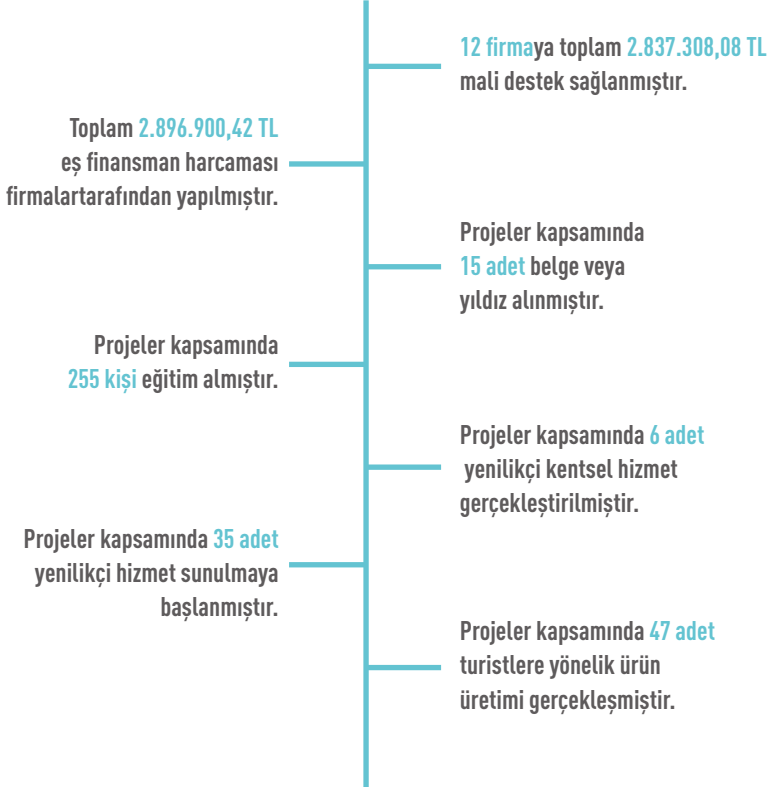 12 firmaya toplam 2.837.308,08 TL
mali destek sağlanmıştır.
Toplam 2.896.900,42 TL
eş finansman harcaması
firmalartarafından yapılmıştır.
Projeler kapsamında
15 adet belge veya
yıldız alınmıştır.
Projeler kapsamında
255 kişi eğitim almıştır.
Projeler kapsamında 6 adet
yenilikçi kentsel hizmet
gerçekleştirilmiştir.
Projeler kapsamında 35 adet
yenilikçi hizmet sunulmaya
başlanmıştır.
Projeler kapsamında 47 adet
turistlere yönelik ürün
üretimi gerçekleşmiştir.